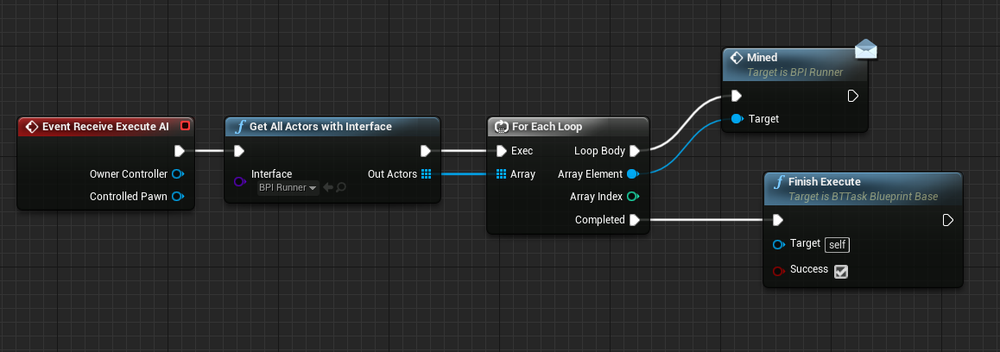 Event Receive Execute AI
Owner Controller
Controlled Pawn
Get All Actors with Interface
Interface
BPI Runner
Out Actors
For Each Loop
Exec
Loop Body
Array
Array Element
Array Index
Completed
Mined
Target is BPI Runner
Target
Finish Execute
Target is BTTask Blueprint Base
Target self
Success